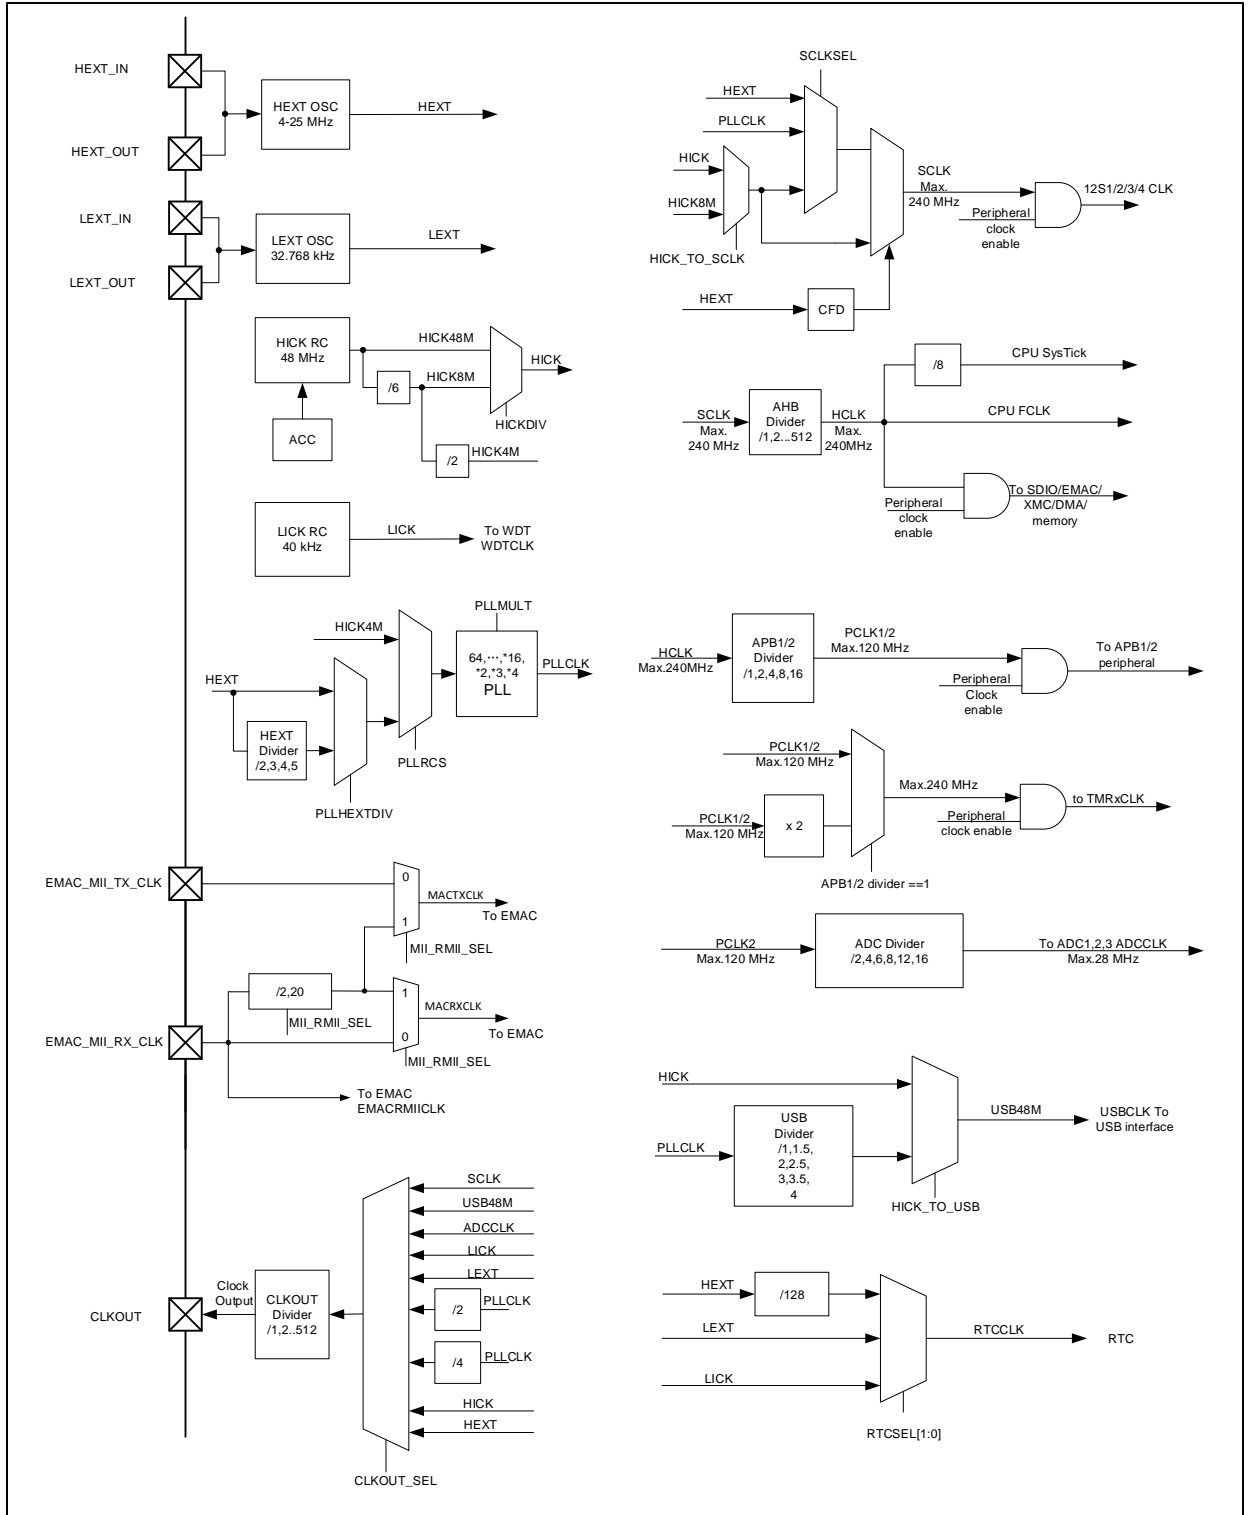 HEXT_IN
HEXT_OUT
HEXT OSC
4-25 MHz
HEXT
LEXT_IN
LEXT_OUT
LEXT OSC
32.768 kHz
LEXT
HICK RC
48 MHz
ACC
HICK48M
/6
HICK8M
HICK
HICKDIV
/2
HICK4M
LICK RC
40 kHz
LICK
To WDT
WDTCLK
HICK4M
HEXT
HEXT
Divider
/2,3,4,5
PLLHEXTDIV
PLLRCS
PLLMULT
64,···,*16,
*2,*3,*4
PLL
PLLCLK
EMAC_MII_TX_CLK
0
1
MACTXCLK
To EMAC
MII_RMII_SEL
/2,20
MII_RMII_SEL
1
0
MACRXCLK
To EMAC
MII_RMII_SEL
EMAC_MII_RX_CLK
To EMAC
EMACRMIICLK
SCLK
USB48M
ADCCLK
LICK
LEXT
/2
PLLCLK
/4
PLLCLK
HICK
HEXT
CLKOUT_SEL
CLKOUT
Clock
Output
CLKOUT
Divider
/1,2..512
SCLKSEL
HEXT
PLLCLK
HICK
HICK8M
HICK_TO_SCLK
HEXT
CFD
SCLK
Max.
240 MHz
Peripheral
clock
enable
12S1/2/3/4 CLK
SCLK
Max.
240 MHz
AHB
Divider
/1,2...512
HCLK
Max.
240MHz
/8
CPU SysTick
CPU FCLK
Peripheral
clock
enable
To SDIO/EMAC/
XMC/DMA/
memory
HCLK
Max.240MHz
APB1/2
Divider
/1,2,4,8,16
PCLK1/2
Max.120 MHz
Peripheral
Clock
enable
To APB1/2
peripheral
PCLK1/2
Max.120 MHz
PCLK1/2
Max.120 MHz
x 2
APB1/2 divider ==1
Max.240 MHz
Peripheral
clock enable
to TMRxCLK
PCLK2
Max.120 MHz
ADC Divider
/2,4,6,8,12,16
To ADC1,2,3 ADCCLK
Max.28 MHz
HICK
PLLCLK
USB
Divider
/1,1.5,
2,2.5,
3,3.5,
4
HICK_TO_USB
USB48M
USBCLK To
USB interface
HEXT
/128
LEXT
LICK
RTCSEL[1:0]
RTCCLK
RTC